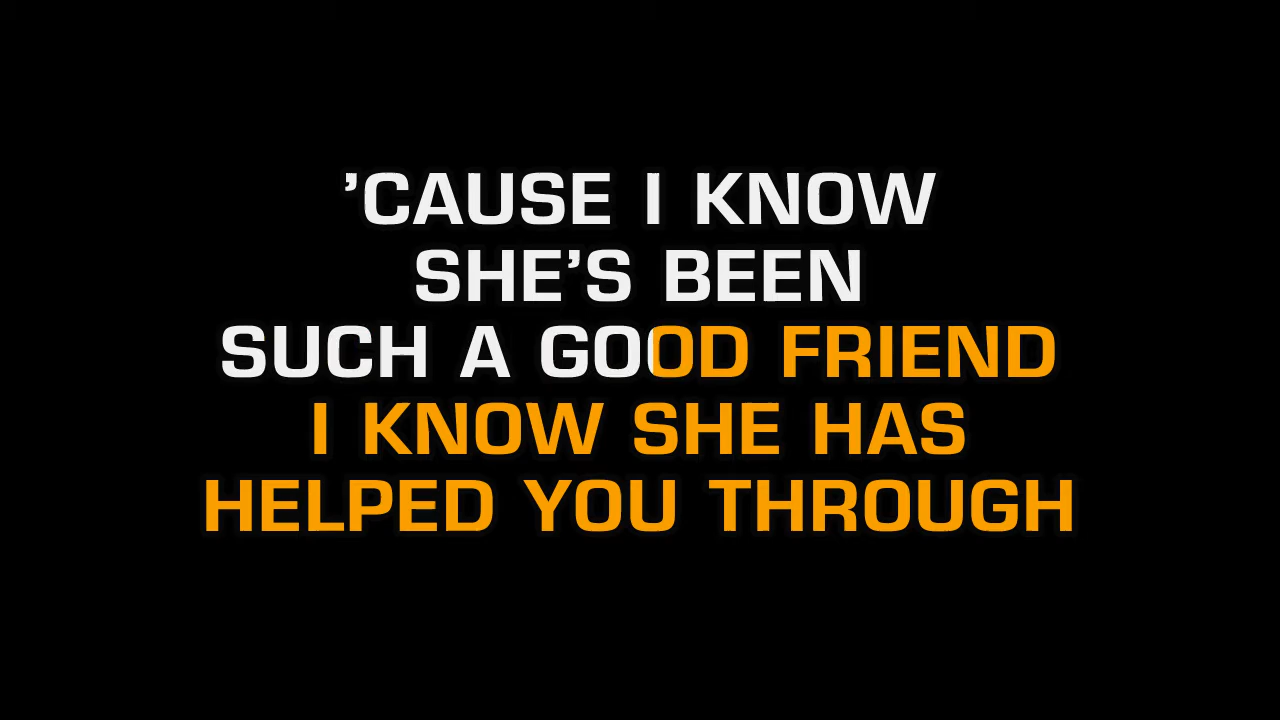 ’CAUSE I KNOW
SHE’S BEEN
SUCH A GOOD FRIEND
I KNOW SHE HAS
HELPED YOU THROUGH